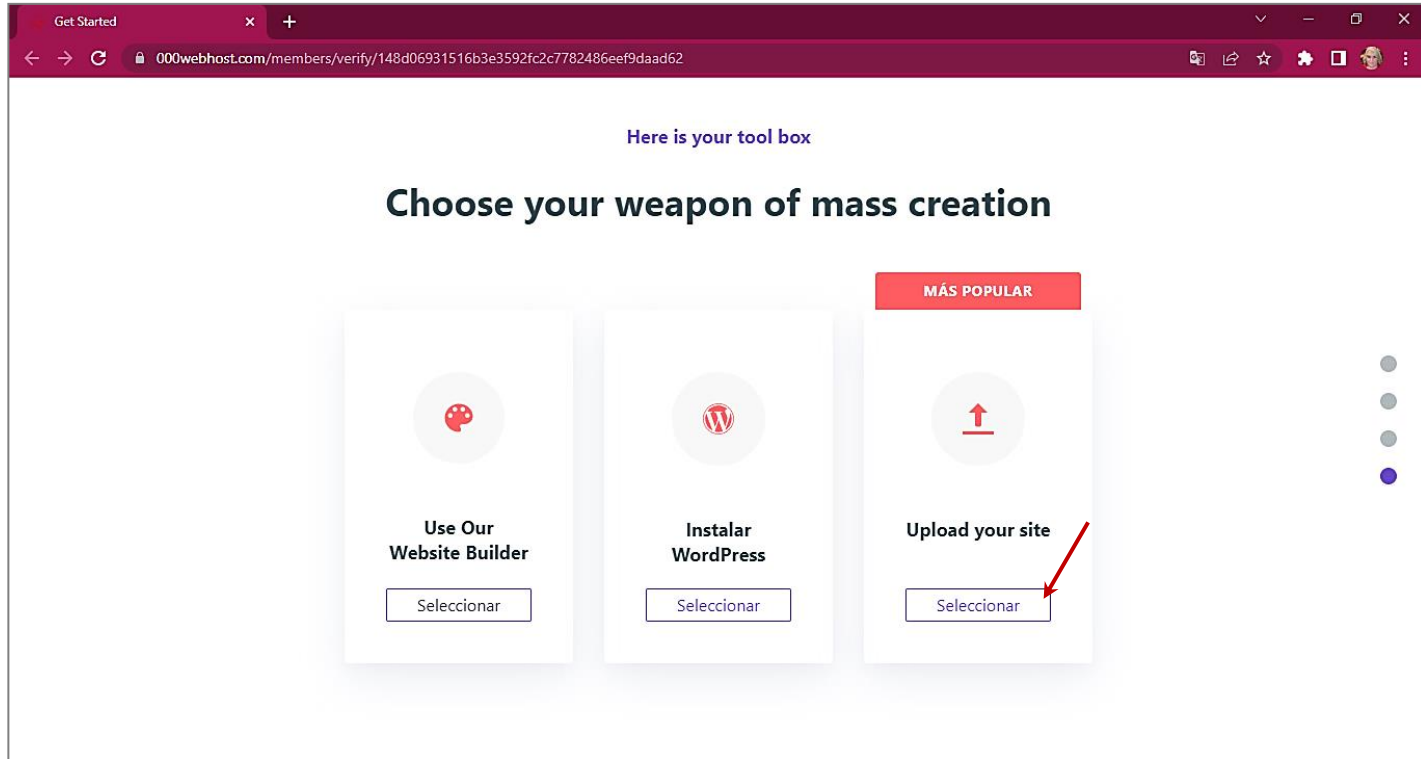 Get Started
000webhost.com/members/verify/148d06931516b3e3592fc2c7782486eef9daad62
Here is your tool box
Choose your weapon of mass creation
MÁS POPULAR
Use Our
Website Builder
Seleccionar
Instalar
WordPress
Seleccionar
Upload your site
Seleccionar